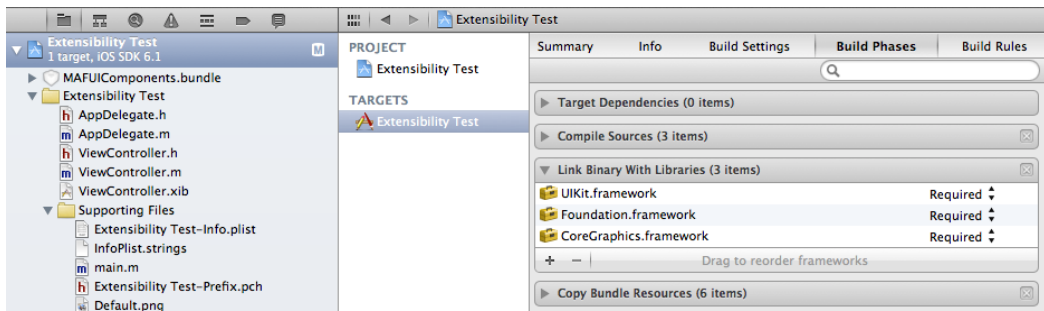 Extensibility Test
Extensibility Test
1 target, iOS SDK 6.1
M
MAFUIComponents.bundle
Extensibility Test
h AppDelegate.h
m AppDelegate.m
h ViewController.h
m ViewController.m
ViewController.xib
Supporting Files
Extensibility Test-Info.plist
InfoPlist.strings
m main.m
h Extensibility Test-Prefix.pch
Default.png
PROJECT
Extensibility Test
TARGETS
Extensibility Test
Summary Info Build Settings Build Phases Build Rules
Target Dependencies (0 items)
Compile Sources (3 items)
Link Binary With Libraries (3 items)
UIKit.framework Required
Foundation.framework Required
CoreGraphics.framework Required
+ − Drag to reorder frameworks
Copy Bundle Resources (6 items)